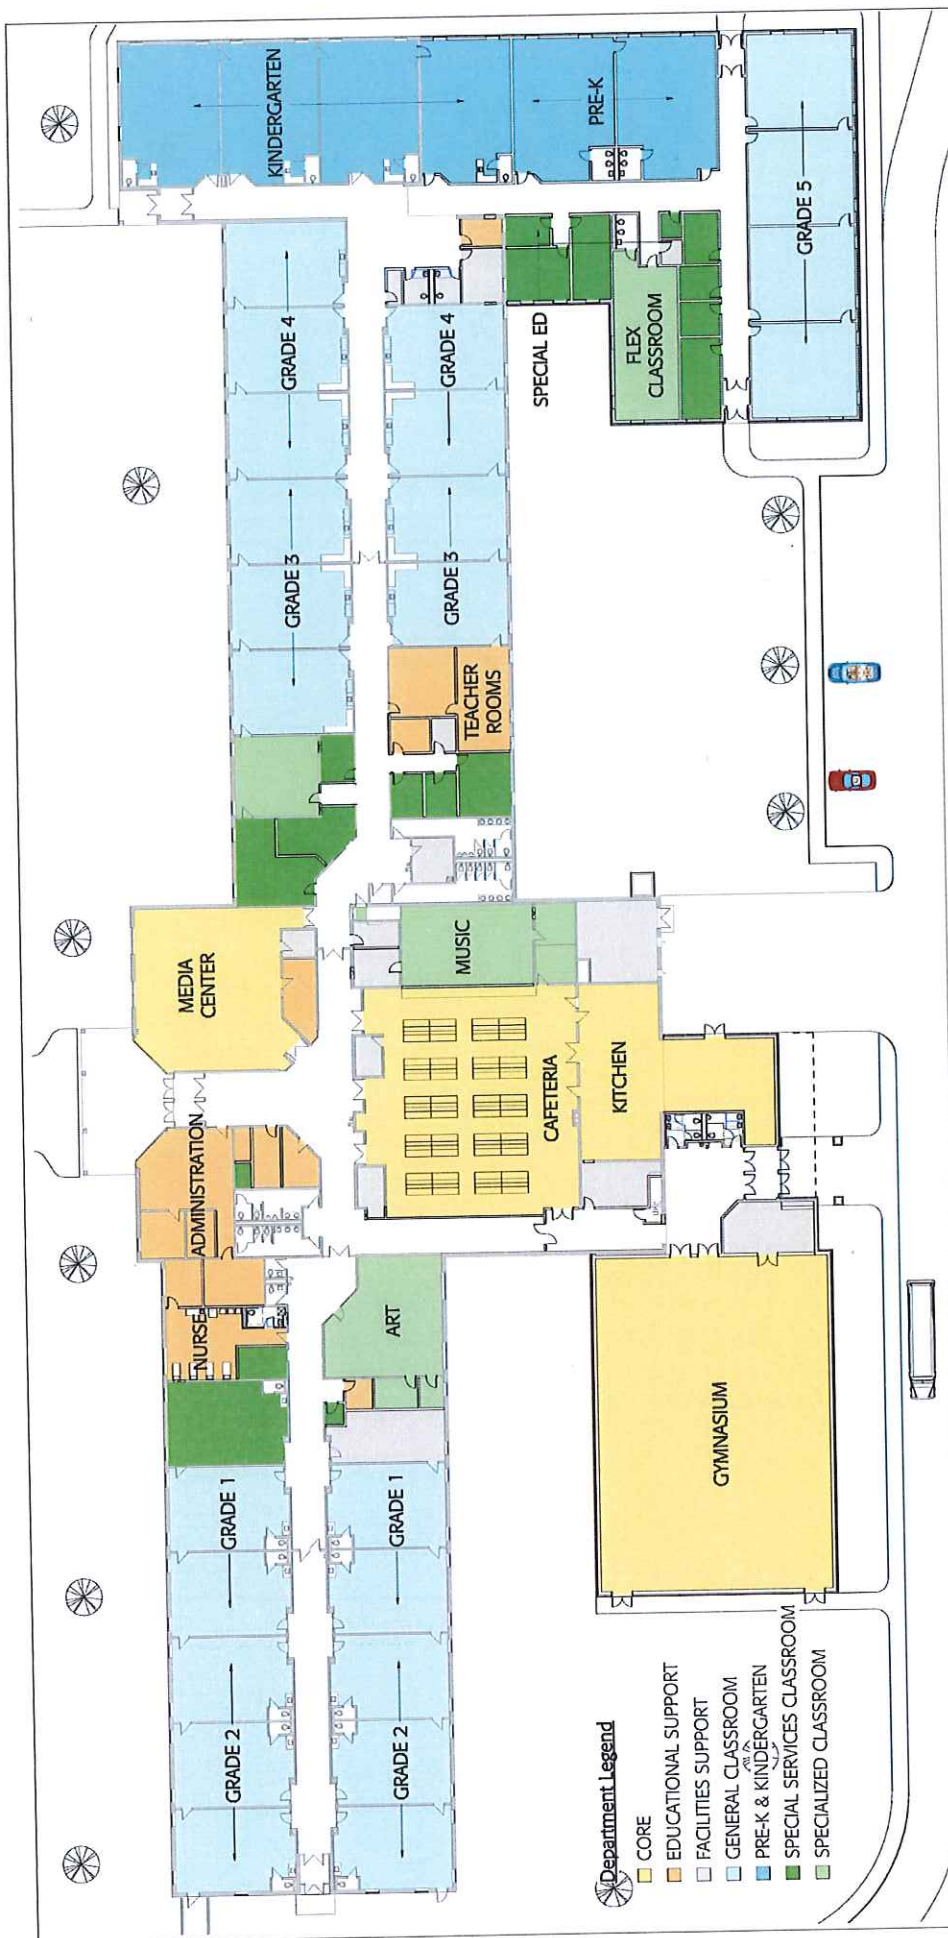 KINDERGARTEN
PRE-K
GRADE 4
GRADE 4
GRADE 5
SPECIAL ED
FLEX
CLASSROOM
GRADE 3
GRADE 3
TEACHER
ROOMS
MEDIA
CENTER
MUSIC
CAFETERIA
KITCHEN
ADMINISTRATION
NURSE
ART
GYMNASIUM
GRADE 1
GRADE 1
GRADE 2
GRADE 2
Department Legend
CORE
EDUCATIONAL SUPPORT
FACILITIES SUPPORT
GENERAL CLASSROOM
PRE-K & KINDERGARTEN
SPECIAL SERVICES CLASSROOM
SPECIALIZED CLASSROOM